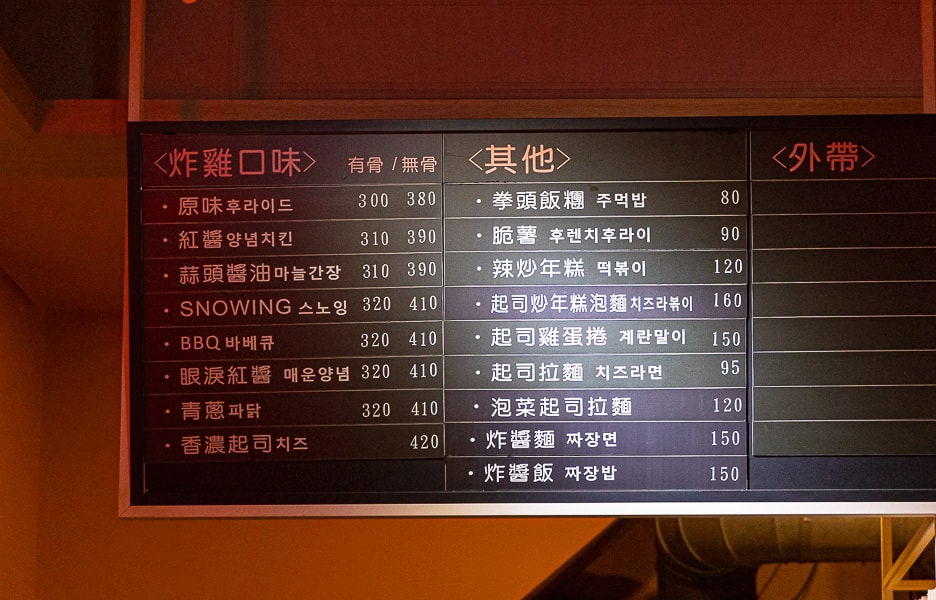 <炸雞口味> 有骨 / 無骨
・原味후라이드 300 380
・紅醬양념치킨 310 390
・蒜頭醬油마늘간장 310 390
・SNOWING 스노잉 320 410
・BBQ 바베큐 320 410
・眼淚紅醬 매운양념 320 410
・青蔥파닭 320 410
・香濃起司치즈 420
<其他>
・拳頭飯糰 주먹밥 80
・脆薯 후렌치후라이 90
・辣炒年糕 떡볶이 120
・起司炒年糕泡麵치즈라볶이 160
・起司雞蛋捲 계란말이 150
・起司拉麵 치즈라면 95
・泡菜起司拉麵 120
・炸醬麵 짜장면 150
・炸醬飯 짜장밥 150
<外帶>